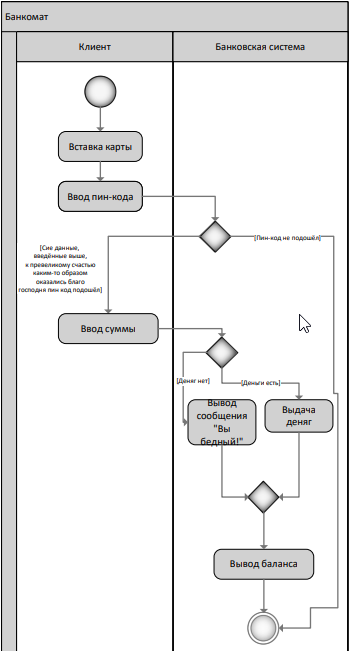 Банкомат
Клиент
Банковская система
Вставка карты
Ввод пин-кода
[Пин-код не подошёл]
[Сие данные,
введённые выше,
к превеликому счастью
каким-то образом
оказались благо
господня пин код подошёл]
Ввод суммы
[Деняг нет]
[Деньги есть]
Вывод
сообщения
"Вы
бедный!"
Выдача
деняг
Вывод баланса